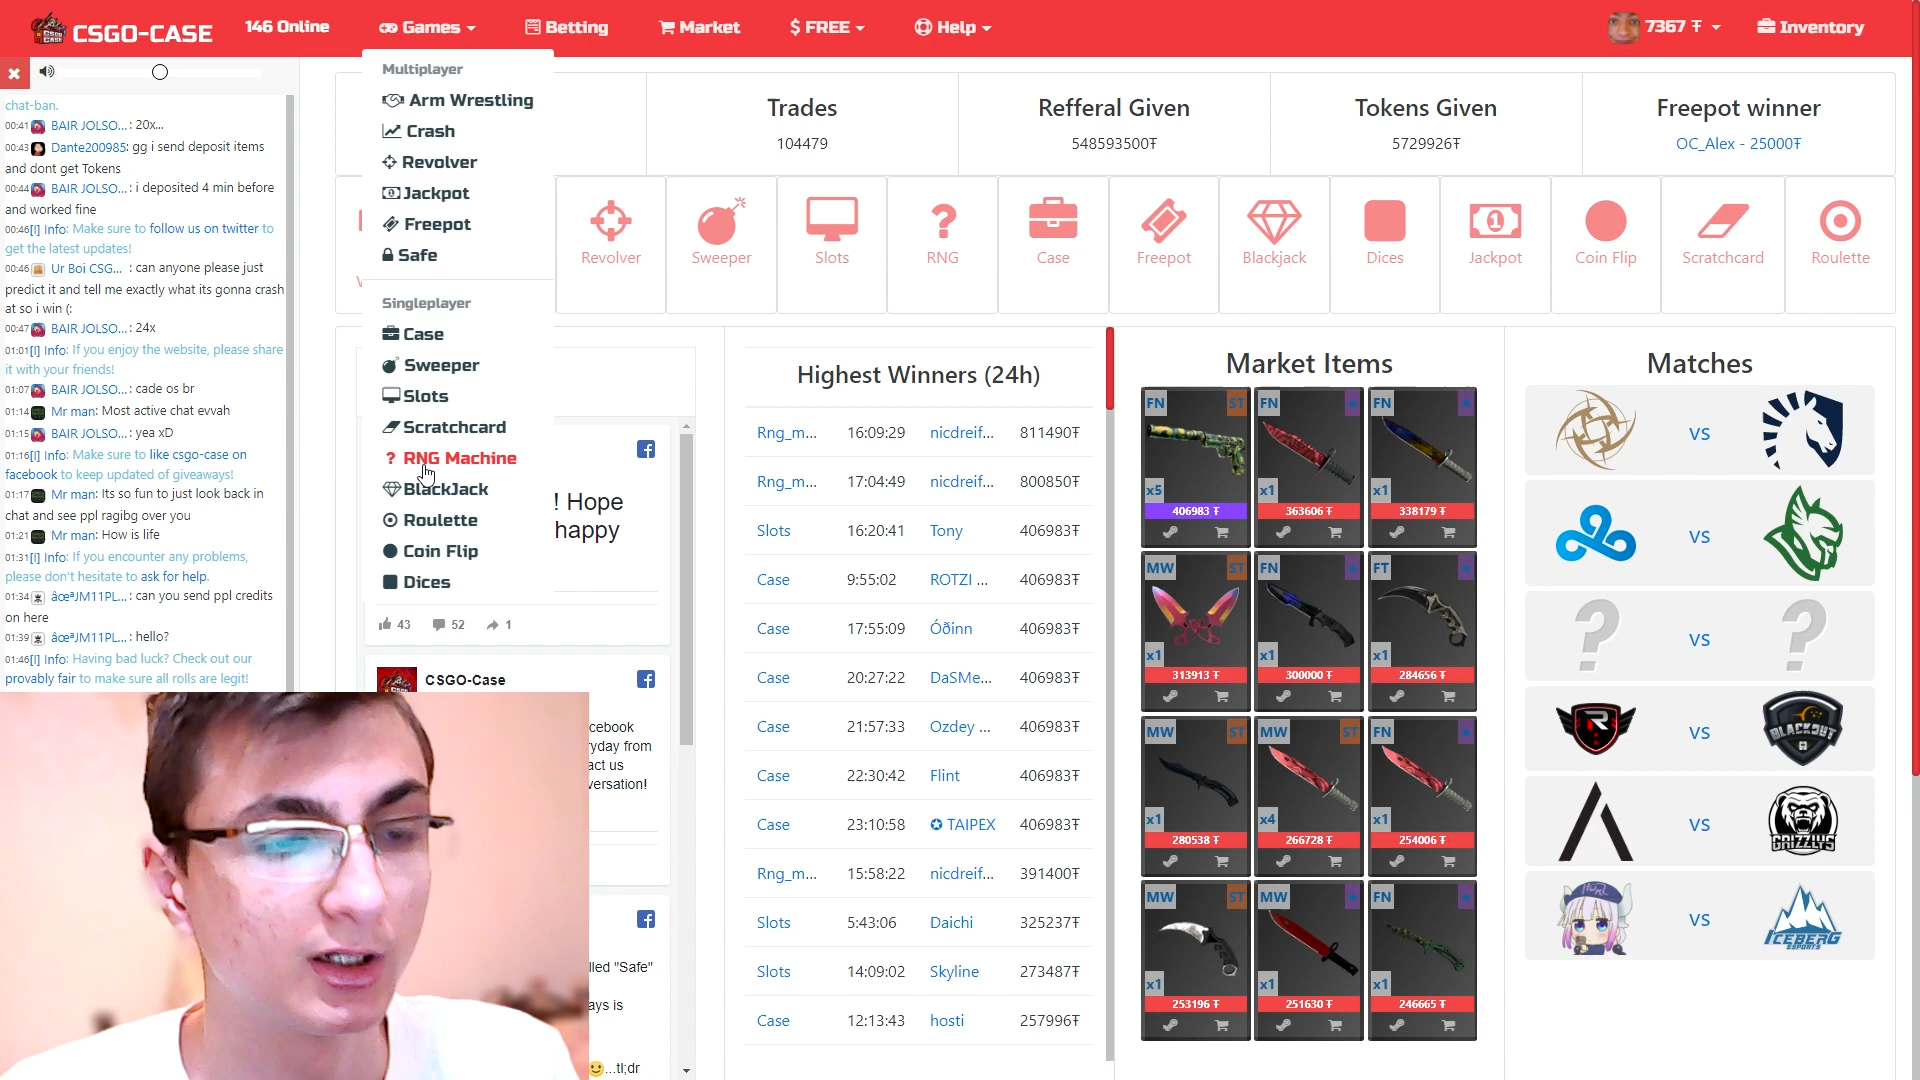 CSGO-CASE
146 Online
Games
Betting
Market
$ FREE
Help
7367 Ŧ
Inventory
chat-ban.
00:41 BAIR JOLSO...: 20x...
00:43 Dante200985: gg i send deposit items
and dont get Tokens
00:44 BAIR JOLSO...: i deposited 4 min before
and worked fine
00:46[I] Info: Make sure to follow us on twitter to
get the latest updates!
00:46 Ur Boi CSG... : can anyone please just
predict it and tell me exactly what its gonna crash
at so i win (:
00:47 BAIR JOLSO...: 24x
01:01[I] Info: If you enjoy the website, please share
it with your friends!
01:07 BAIR JOLSO...: cade os br
01:14 Mr man: Most active chat evvah
01:15 BAIR JOLSO...: yea xD
01:16[I] Info: Make sure to like csgo-case on
facebook to keep updated of giveaways!
01:17 Mr man: Its so fun to just look back in
chat and see ppl ragibg over you
01:21 Mr man: How is life
01:31[I] Info: If you encounter any problems,
please don't hesitate to ask for help.
01:34 âœªJM11PL...: can you send ppl credits
on here
01:39 âœªJM11PL...: hello?
01:46[I] Info: Having bad luck? Check out our
provably fair to make sure all rolls are legit!
Multiplayer
Arm Wrestling
Crash
Revolver
Jackpot
Freepot
Safe
Singleplayer
Case
Sweeper
Slots
Scratchcard
? RNG Machine
BlackJack
Roulette
Coin Flip
Dices
Trades
104479
Refferal Given
548593500Ŧ
Tokens Given
5729926Ŧ
Freepot winner
OC_Alex - 25000Ŧ
Revolver
Sweeper
Slots
RNG
Case
Freepot
Blackjack
Dices
Jackpot
Coin Flip
Scratchcard
Roulette
! Hope
happy
43 52 1
CSGO-Case
cebook
ryday from
act us
versation!
lled "Safe"
ays is
...tl;dr
Highest Winners (24h)
Rng_m... 16:09:29 nicdreif... 811490Ŧ
Rng_m... 17:04:49 nicdreif... 800850Ŧ
Slots 16:20:41 Tony 406983Ŧ
Case 9:55:02 ROTZI ... 406983Ŧ
Case 17:55:09 Óðinn 406983Ŧ
Case 20:27:22 DaSMe... 406983Ŧ
Case 21:57:33 Ozdey ... 406983Ŧ
Case 22:30:42 Flint 406983Ŧ
Case 23:10:58 ✪ TAIPEX 406983Ŧ
Rng_m... 15:58:22 nicdreif... 391400Ŧ
Slots 5:43:06 Daichi 325237Ŧ
Slots 14:09:02 Skyline 273487Ŧ
Case 12:13:43 hosti 257996Ŧ
Market Items
FN ST FN ★ FN ★
x5 x1 x1
406983 Ŧ 363606 Ŧ 338179 Ŧ
MW ST FN ★ FT ★
x1 x1 x1
313913 Ŧ 300000 Ŧ 284656 Ŧ
MW ST MW ST FN ★
x1 x4 x1
280538 Ŧ 266728 Ŧ 254006 Ŧ
MW ST MW ★ FN ★
x1 x1 x1
253196 Ŧ 251630 Ŧ 246665 Ŧ
Matches
VS
VS
? VS ?
R VS BLACKOUT
VS GRIZZLYS
VS ICEBERG
ESPORTS